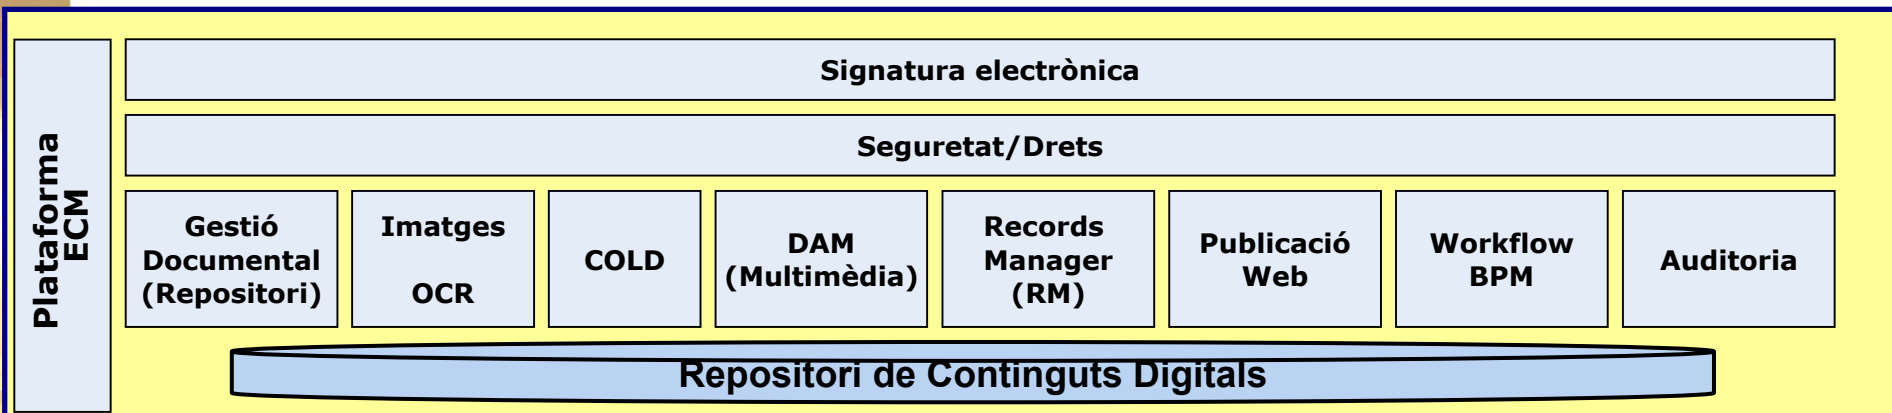 Plataforma
ECM
Signatura electrònica
Seguretat/Drets
Gestió
Documental
(Repositori)
Imatges
OCR
COLD
DAM
(Multimèdia)
Records
Manager
(RM)
Publicació
Web
Workflow
BPM
Auditoria
Repositori de Continguts Digitals